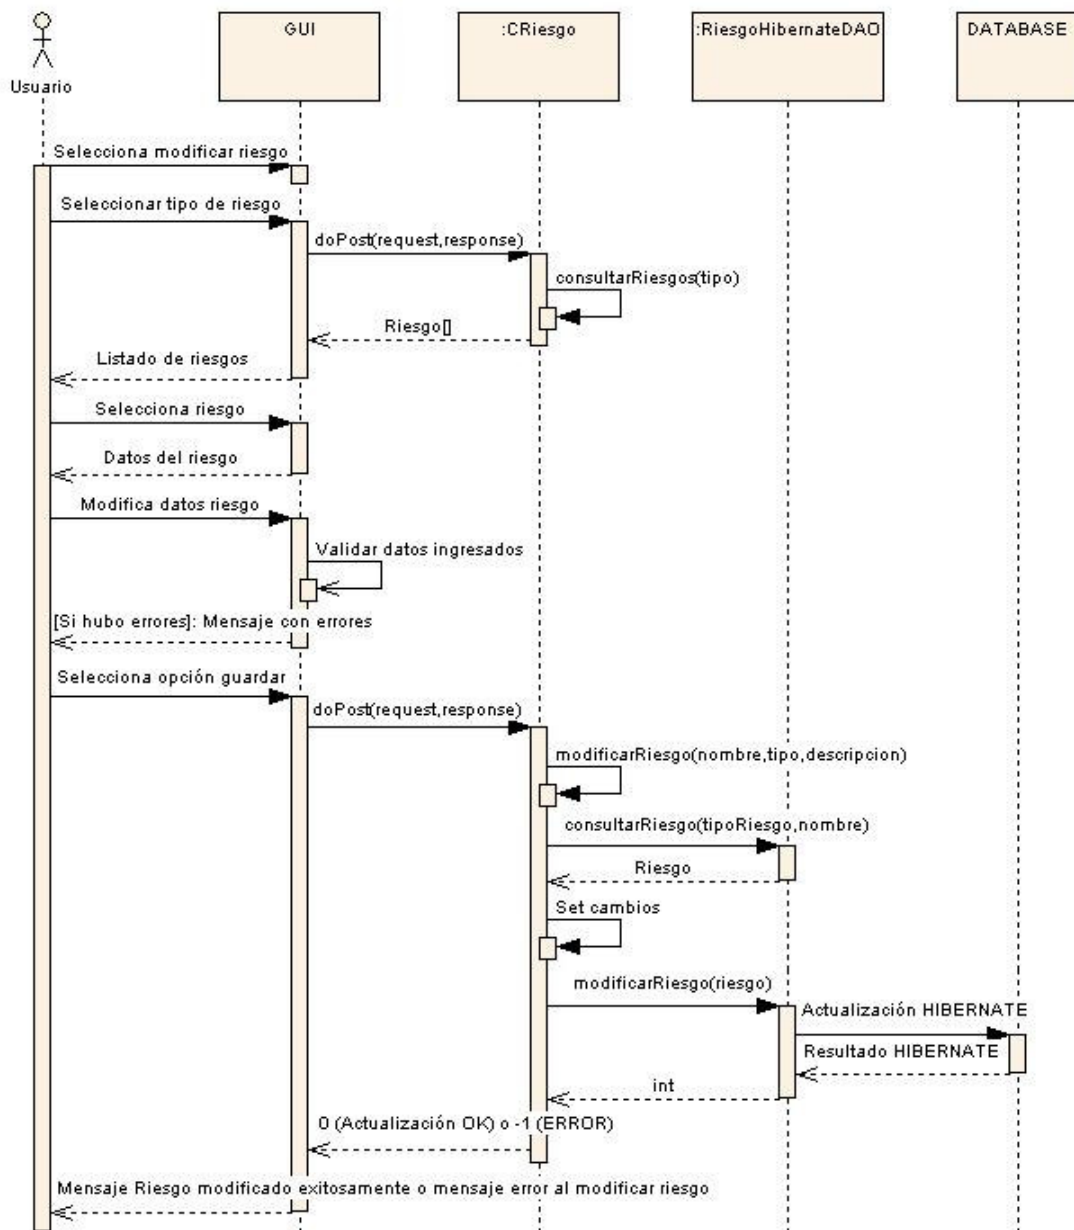 GUI
:CRiesgo
:RiesgoHibernateDAO
DATABASE
Usuario
Selecciona modificar riesgo
Seleccionar tipo de riesgo
doPost(request,response)
consultarRiesgos(tipo)
Riesgo[]
Listado de riesgos
Selecciona riesgo
Datos del riesgo
Modifica datos riesgo
Validar datos ingresados
[Si hubo errores]: Mensaje con errores
Selecciona opción guardar
doPost(request,response)
modificarRiesgo(nombre,tipo,descripcion)
consultarRiesgo(tipoRiesgo,nombre)
Riesgo
Set cambios
modificarRiesgo(riesgo)
Actualización HIBERNATE
Resultado HIBERNATE
int
0 (Actualización OK) o -1 (ERROR)
Mensaje Riesgo modificado exitosamente o mensaje error al modificar riesgo